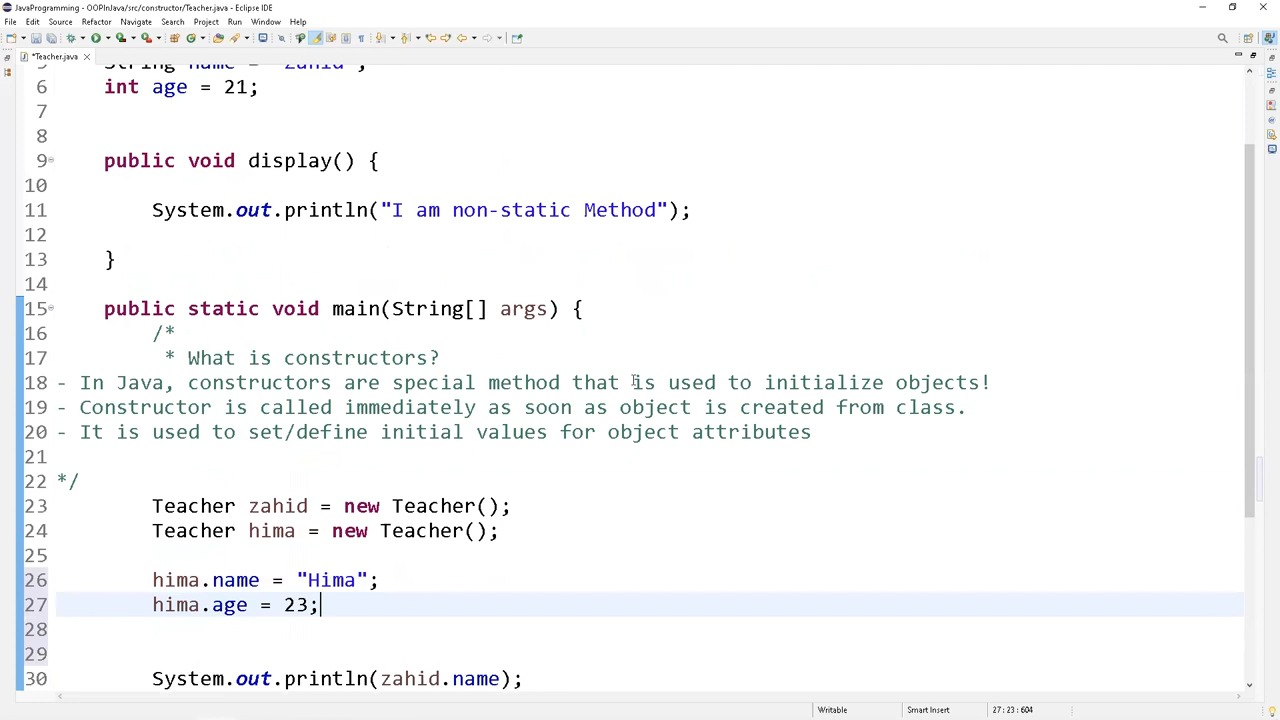 JavaProgramming - OOPInJava/src/constructor/Teacher.java - Eclipse IDE
File Edit Source Refactor Navigate Search Project Run Window Help
*Teacher.java
5 String name = "Zahid";
6 int age = 21;
7
8
9 public void display() {
10
11 System.out.println("I am non-static Method");
12
13 }
14
15 public static void main(String[] args) {
16 /*
17 * What is constructors?
18 - In Java, constructors are special method that is used to initialize objects!
19 - Constructor is called immediately as soon as object is created from class.
20 - It is used to set/define initial values for object attributes
21
22 */
23 Teacher zahid = new Teacher();
24 Teacher hima = new Teacher();
25
26 hima.name = "Hima";
27 hima.age = 23;
28
29
30 System.out.println(zahid.name);
Writable Smart Insert 27 : 23 : 604